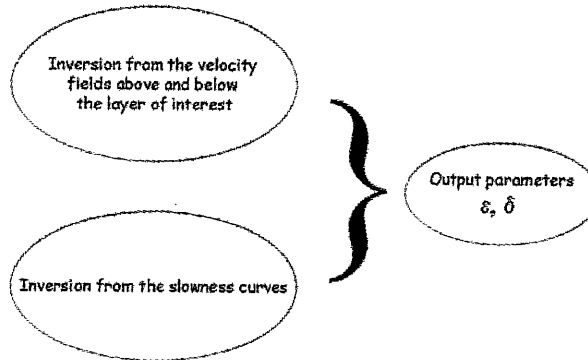 Inversion from the velocity
fields above and below
the layer of interest
Output parameters
ε, δ̂
Inversion from the slowness curves